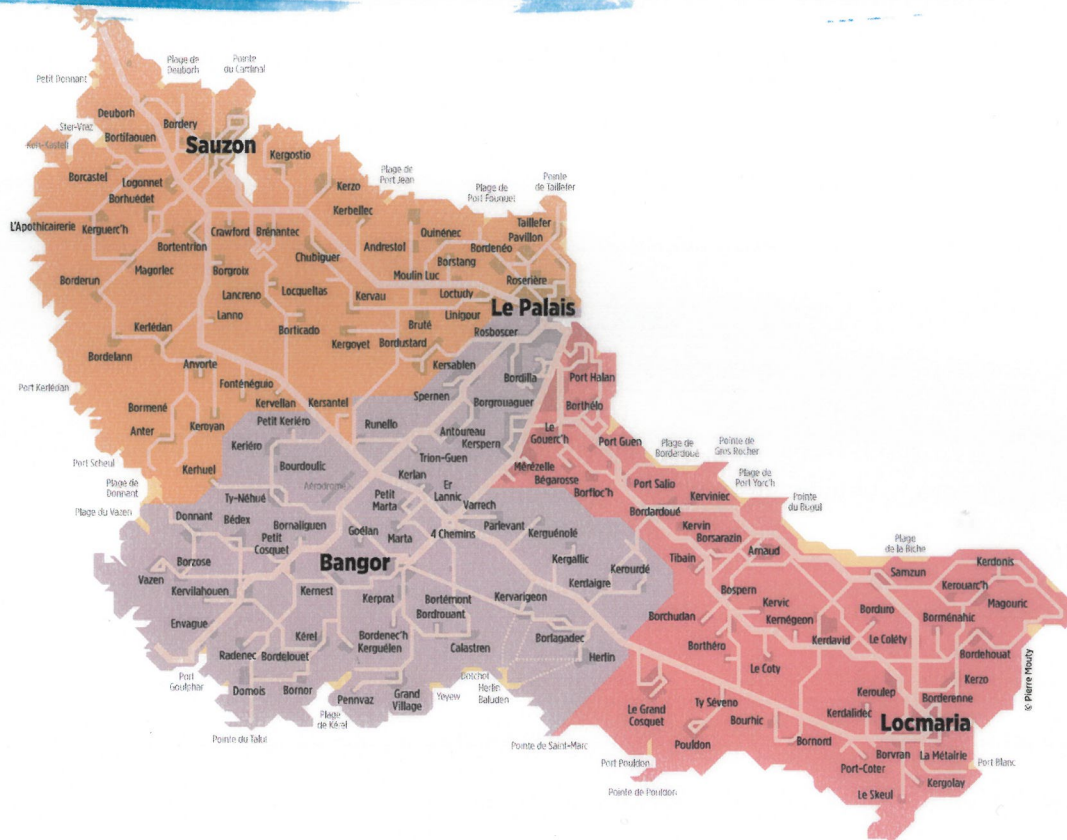 Plage de
Deuborh
Pointe
du Cardinal
Petit Donnant
Deuborh
Ster-Vraz
Bordery
Bortifaouen
Sauzon
Kergostio
Plage de
Port Jean
Borcastel
Logonnet
Borhuédet
Kerzo
Plage de
Port Fouquet
Pointe
de Taillefer
Kerbellec
L'Apothicairerie
Kerguerc'h
Crawford
Brénantec
Ouinénec
Taillefer
Pavillon
Bortentrion
Andrestol
Bordenéo
Chubiguer
Borstang
Magorlec
Borgroix
Moulin Luc
Borderun
Roserière
Lancreno
Locqueltas
Kervau
Loctudy
Lanno
Le Palais
Linigour
Kerlédan
Borticado
Bruté
Rosboscer
Kergoyet
Bordustard
Bordelann
Anvorte
Kersablen
Port Kerlédan
Fonténéguio
Bordilla
Port Halan
Bormené
Kervellan
Kersantel
Spernen
Borgrouaguer
Borthélo
Anter
Keroyan
Petit Keriéro
Runello
Keriéro
Antoureau
Kerspern
Le
Gouerc'h
Port Guen
Plage de
Bordardoué
Pointe de
Gros Rocher
Port Scheul
Kerhuel
Bourdoulic
Trion-Guen
Mérézelle
Bégarosse
Plage de
Port Yorc'h
Plage de
Donnant
Aérodrome
Kerlan
Er
Lannic
Port Salio
Borfloc'h
Kerviniec
Pointe
du Bugul
Plage du Vazen
Ty-Néhué
Petit
Marta
Varrech
Bordardoué
Donnant
Bédex
Bornaliguen
Goélan
Marta
4 Chemins
Parlevant
Kerguénolé
Kervin
Borsarazin
Petit
Cosquet
Plage
de la Biche
Borzose
Bangor
Kergallic
Kerourdé
Tibain
Arnaud
Kerdonis
Vazen
Kervilahouen
Kernest
Kerdaigre
Samzun
Kerouarc'h
Kerprat
Bortémont
Kervarigeon
Bospern
Kervic
Magouric
Envague
Bordrouant
Borchudan
Kernégeon
Borduro
Borménahic
Kérel
Bordenec'h
Kerguélen
Borlagadec
Borthéro
Kerdavid
Le Coléty
Radenec
Bordelouet
Calastren
Herlin
Le Coty
Bordehouat
Port
Goulphar
Domois
Bornor
Pennvaz
Grand
Village
Yeyew
Dotchot
Herlin
Baluden
Keroulep
Kerzo
Borderenne
Plage
de Kérel
Le Grand
Cosquet
Ty Séveno
Bourhic
Kerdalidec
Locmaria
Pointe du Talut
Pointe de Saint-Marc
Pouldon
Bornord
Port Pouldon
Borvran
La Métairie
Port Blanc
Port-Coter
Kergolay
Pointe de Pouldon
Le Skeul
© Pierre Mouty